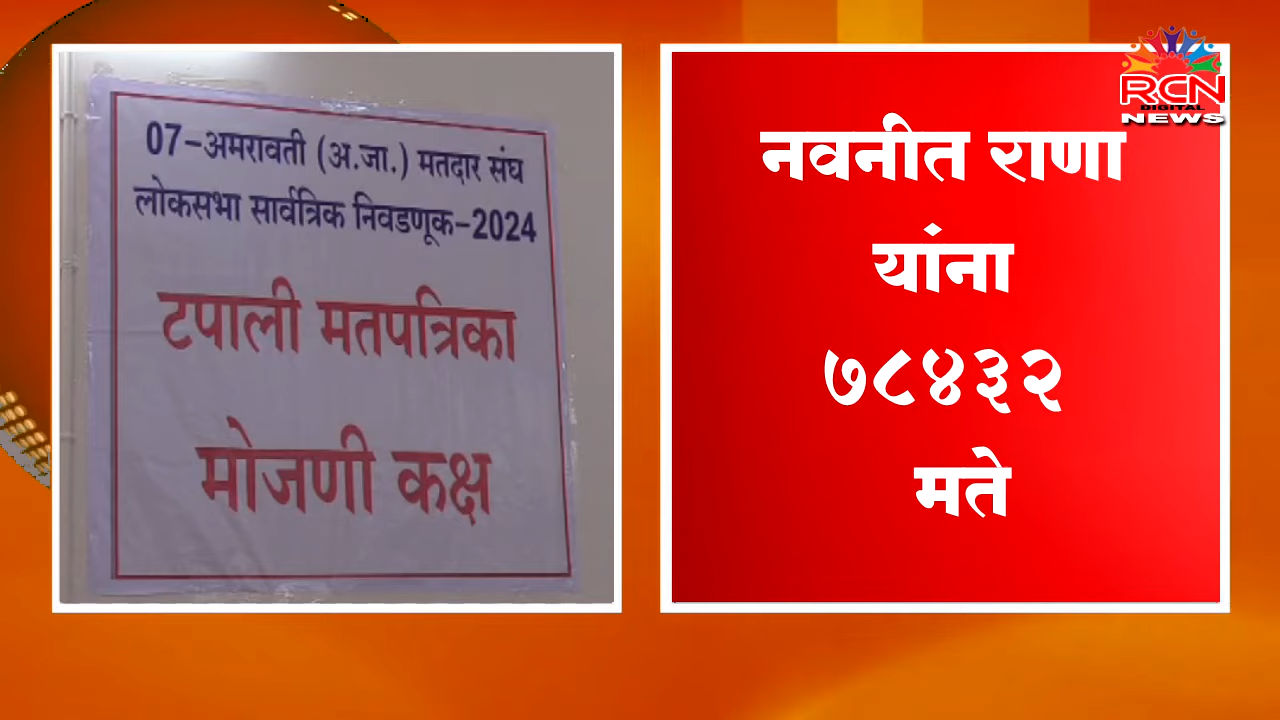 07-अमरावती (अ.जा.) मतदार संघ
लोकसभा सार्वत्रिक निवडणूक-2024
टपाली मतपत्रिका
मोजणी कक्ष
RCN
DIGITAL
NEWS
नवनीत राणा
यांना
७८४३२
मते